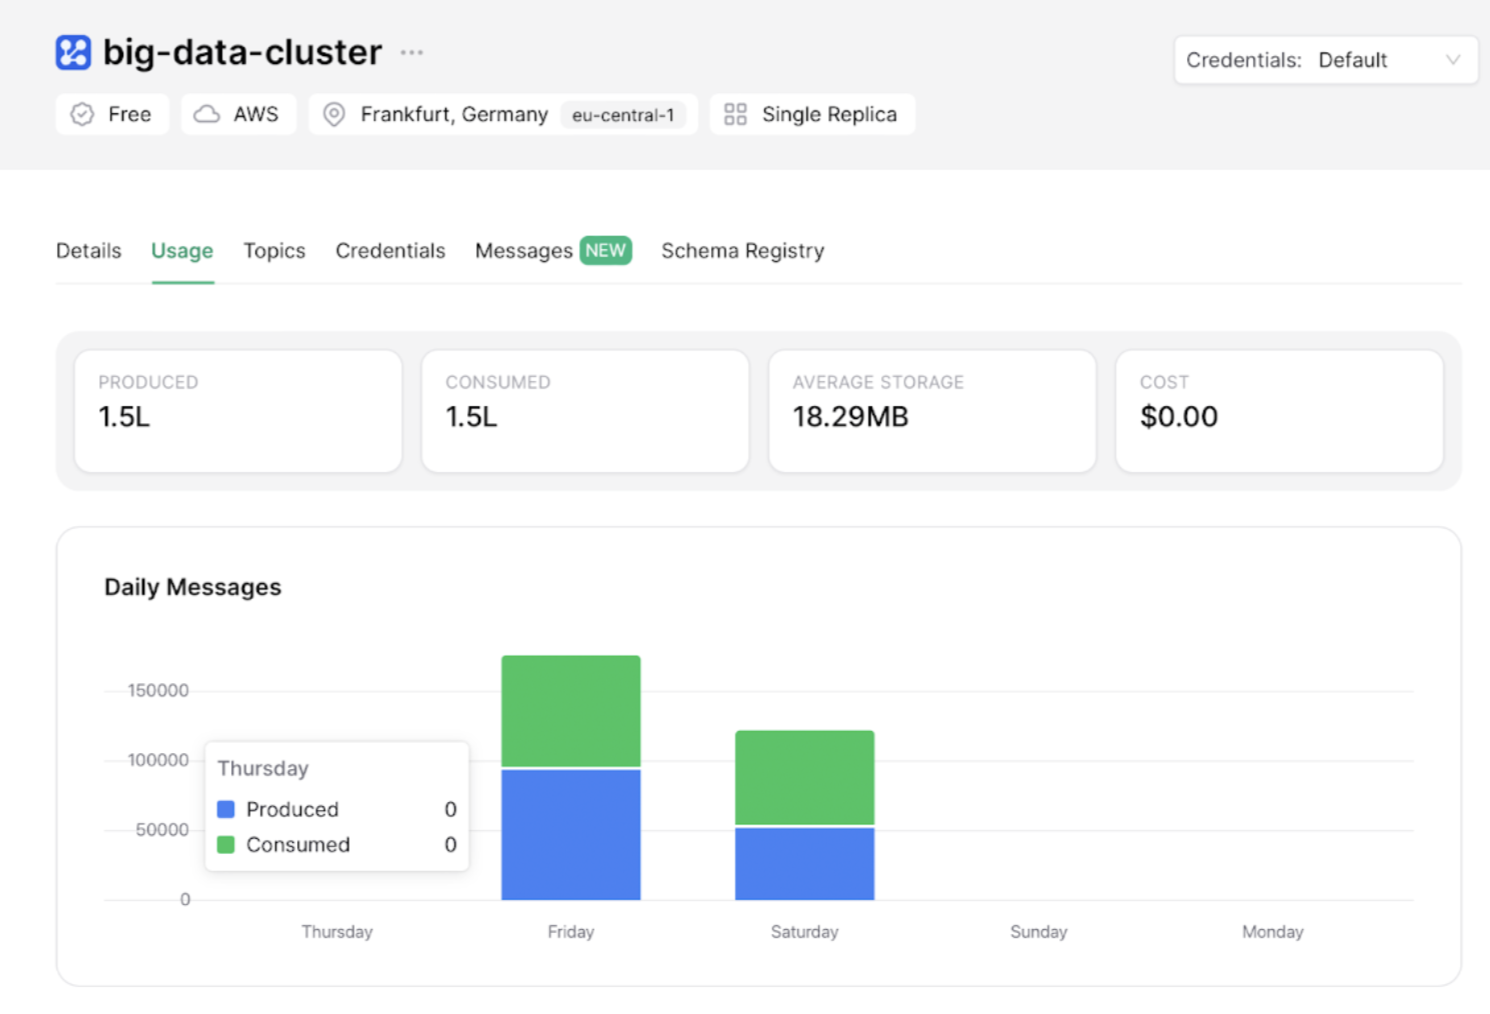 big-data-cluster ...
Credentials: Default
Free AWS Frankfurt, Germany eu-central-1 Single Replica
Details Usage Topics Credentials Messages NEW Schema Registry
PRODUCED
1.5L
CONSUMED
1.5L
AVERAGE STORAGE
18.29MB
COST
$0.00
Daily Messages
150000
100000
50000
0
Thursday
Produced 0
Consumed 0
Thursday Friday Saturday Sunday Monday